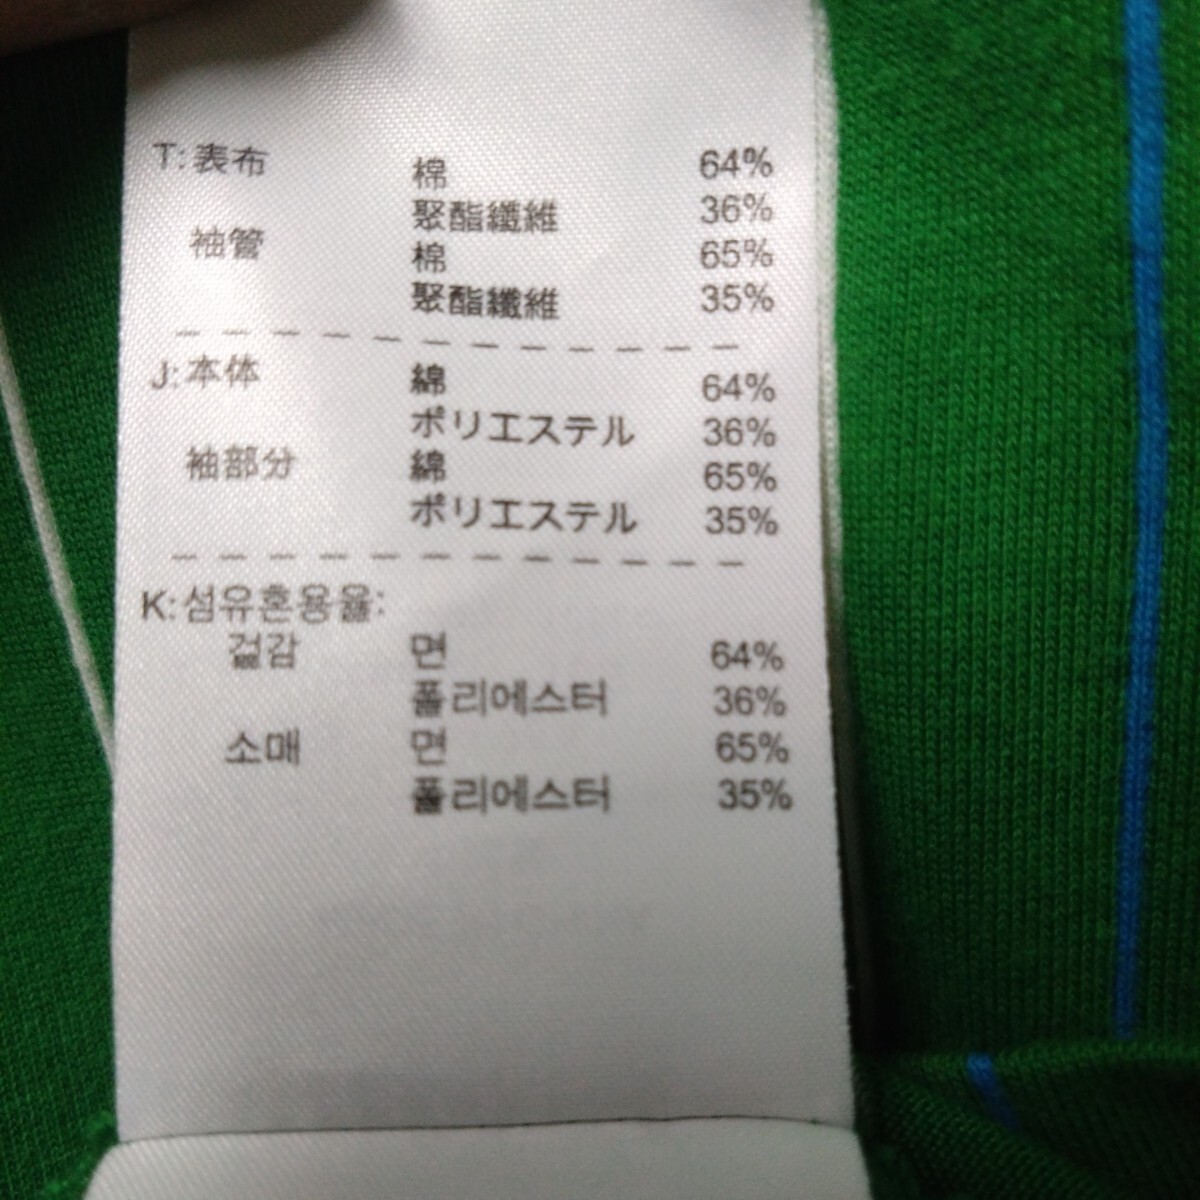 T: 表布 棉 64%
聚酯纖維 36%
袖管 棉 65%
聚酯纖維 35%
J: 本体 綿 64%
ポリエステル 36%
袖部分 綿 65%
ポリエステル 35%
K: 섬유혼용율:
겉감 면 64%
폴리에스터 36%
소매 면 65%
폴리에스터 35%